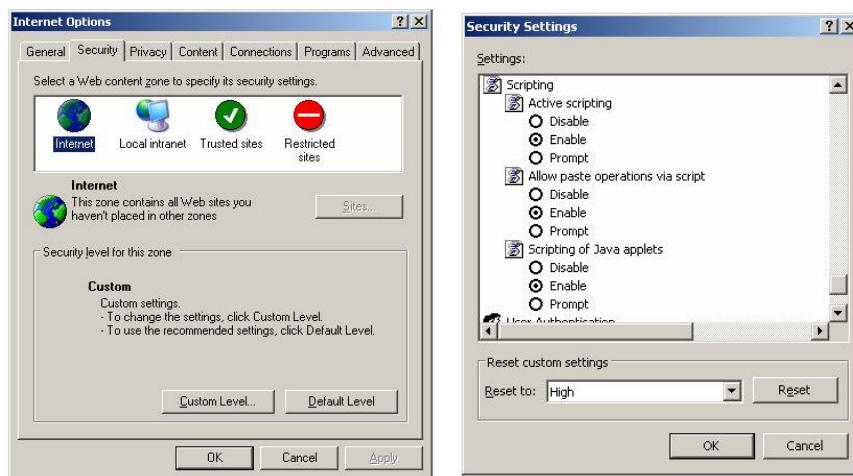 Internet Options
General Security Privacy Content Connections Programs Advanced
Select a Web content zone to specify its security settings.
Internet Local intranet Trusted sites Restricted
sites
Internet
This zone contains all Web sites you
haven't placed in other zones
Sites...
Security level for this zone
Custom
Custom settings.
- To change the settings, click Custom Level.
- To use the recommended settings, click Default Level.
Custom Level... Default Level
OK Cancel Apply
Security Settings
Settings:
Scripting
Active scripting
Disable
Enable
Prompt
Allow paste operations via script
Disable
Enable
Prompt
Scripting of Java applets
Disable
Enable
Prompt
User Authentication
Reset custom settings
Reset to: High Reset
OK Cancel